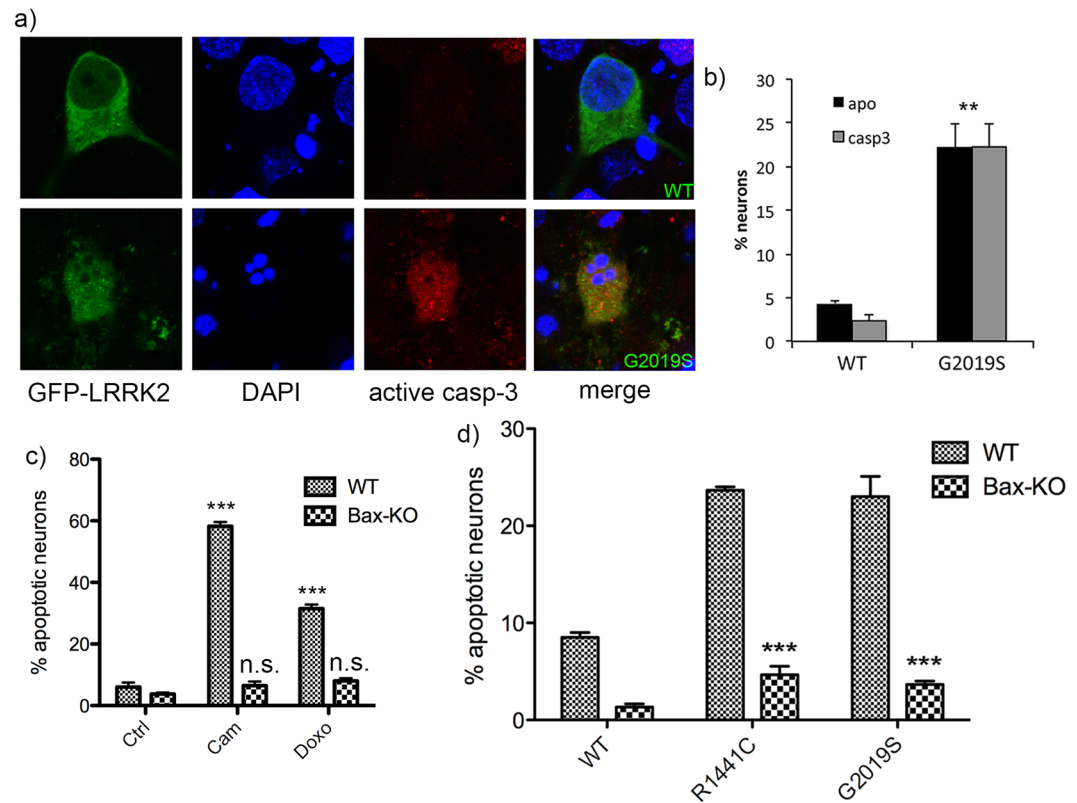 a)
WT
G2019S
GFP-LRRK2
DAPI
active casp-3
merge
b)
30
25
20
15
10
5
0
% neurons
apo
casp3
**
WT
G2019S
c)
80
60
40
20
0
% apoptotic neurons
WT
Bax-KO
***
n.s.
***
n.s.
Ctrl
Cam
Doxo
d)
30
20
10
0
% apoptotic neurons
WT
Bax-KO
***
***
WT
R1441C
G2019S